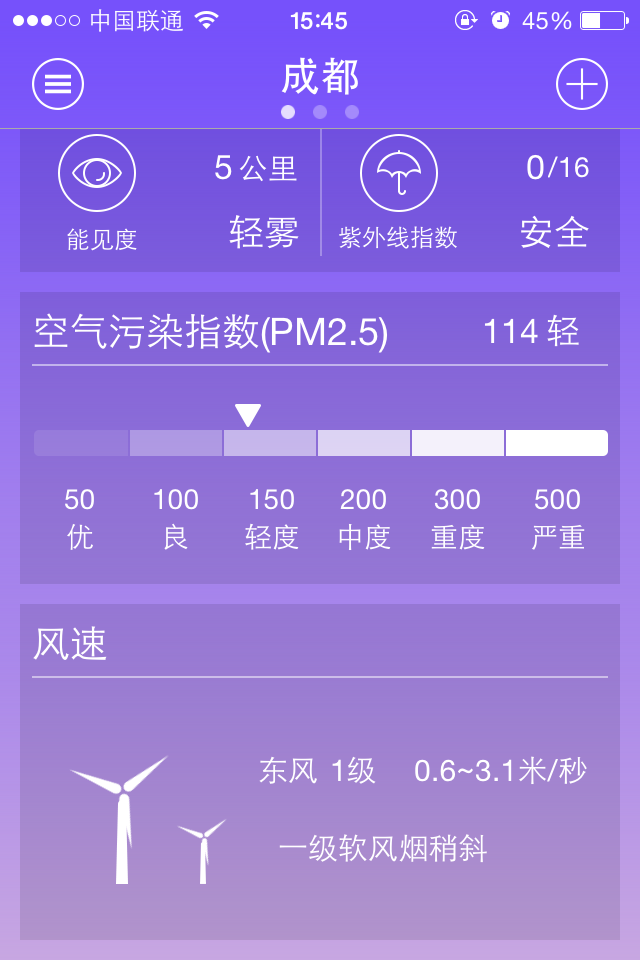 中国联通 15:45 45%
成都
5 公里 0/16
能见度 轻雾 紫外线指数 安全
空气污染指数(PM2.5) 114 轻
50 100 150 200 300 500
优 良 轻度 中度 重度 严重
风速
东风 1级 0.6~3.1米/秒
一级软风烟稍斜